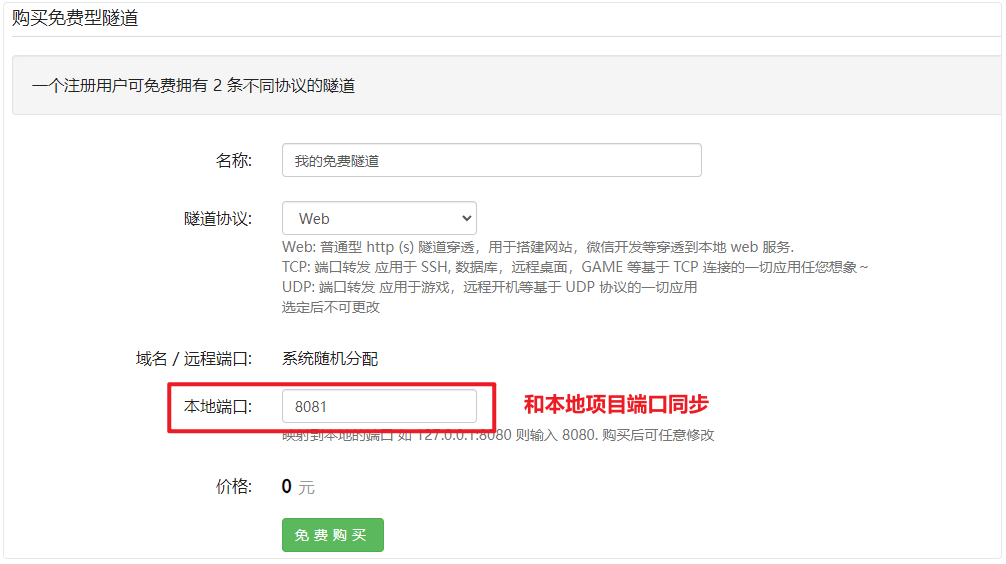 购买免费型隧道
一个注册用户可免费拥有 2 条不同协议的隧道
名称: 我的免费隧道
隧道协议: Web
Web: 普通型 http (s) 隧道穿透，用于搭建网站，微信开发等穿透到本地 web 服务.
TCP: 端口转发 应用于 SSH, 数据库，远程桌面，GAME 等基于 TCP 连接的一切应用任您想象～
UDP: 端口转发 应用于游戏，远程开机等基于 UDP 协议的一切应用
选定后不可更改
域名 / 远程端口: 系统随机分配
本地端口: 8081 和本地项目端口同步
映射到本地的端口 如 127.0.0.1:8080 则输入 8080. 购买后可任意修改
价格: 0 元
免费购买